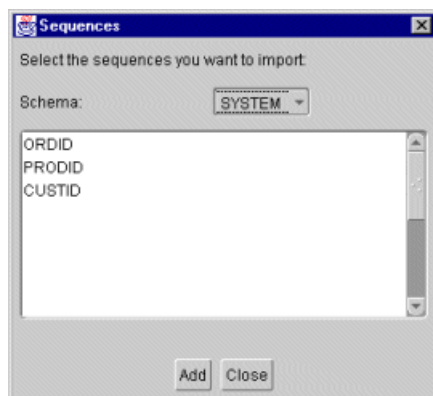 Sequences
Select the sequences you want to import:
Schema: SYSTEM
ORDID
PRODID
CUSTID
Add Close